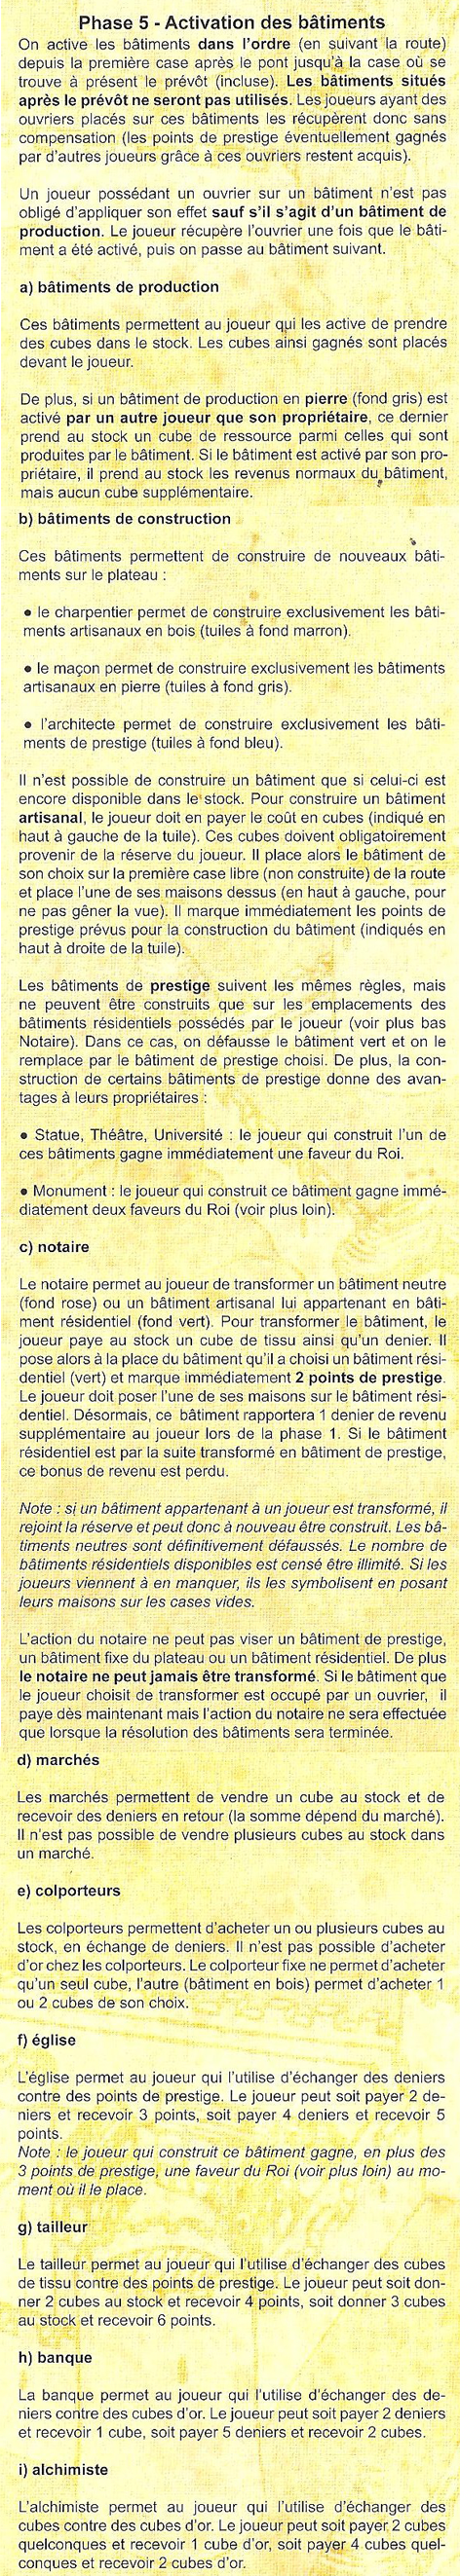 Phase 5 - Activation des bâtiments
On active les bâtiments dans l'ordre (en suivant la route)
depuis la première case après le pont jusqu'à la case où se
trouve à présent le prévôt (incluse). Les bâtiments situés
après le prévôt ne seront pas utilisés. Les joueurs ayant des
ouvriers placés sur ces bâtiments les récupèrent donc sans
compensation (les points de prestige éventuellement gagnés
par d'autres joueurs grâce à ces ouvriers restent acquis).
Un joueur possédant un ouvrier sur un bâtiment n'est pas
obligé d'appliquer son effet sauf s'il s'agit d'un bâtiment de
production. Le joueur récupère l'ouvrier une fois que le bâti-
ment a été activé, puis on passe au bâtiment suivant.
a) bâtiments de production
Ces bâtiments permettent au joueur qui les active de prendre
des cubes dans le stock. Les cubes ainsi gagnés sont placés
devant le joueur.
De plus, si un bâtiment de production en pierre (fond gris) est
activé par un autre joueur que son propriétaire, ce dernier
prend au stock un cube de ressource parmi celles qui sont
produites par le bâtiment. Si le bâtiment est activé par son pro-
priétaire, il prend au stock les revenus normaux du bâtiment,
mais aucun cube supplémentaire.
b) bâtiments de construction
Ces bâtiments permettent de construire de nouveaux bâti-
ments sur le plateau :
● le charpentier permet de construire exclusivement les bâti-
ments artisanaux en bois (tuiles à fond marron).
● le maçon permet de construire exclusivement les bâtiments
artisanaux en pierre (tuiles à fond gris).
● l'architecte permet de construire exclusivement les bâti-
ments de prestige (tuiles à fond bleu).
Il n'est possible de construire un bâtiment que si celui-ci est
encore disponible dans le stock. Pour construire un bâtiment
artisanal, le joueur doit en payer le coût en cubes (indiqué en
haut à gauche de la tuile). Ces cubes doivent obligatoirement
provenir de la réserve du joueur. Il place alors le bâtiment de
son choix sur la première case libre (non construite) de la route
et place l'une de ses maisons dessus (en haut à gauche, pour
ne pas gêner la vue). Il marque immédiatement les points de
prestige prévus pour la construction du bâtiment (indiqués en
haut à droite de la tuile).
Les bâtiments de prestige suivent les mêmes règles, mais
ne peuvent être construits que sur les emplacements des
bâtiments résidentiels possédés par le joueur (voir plus bas
Notaire). Dans ce cas, on défausse le bâtiment vert et on le
remplace par le bâtiment de prestige choisi. De plus, la con-
struction de certains bâtiments de prestige donne des avan-
tages à leurs propriétaires :
● Statue, Théâtre, Université : le joueur qui construit l'un de
ces bâtiments gagne immédiatement une faveur du Roi.
● Monument : le joueur qui construit ce bâtiment gagne immé-
diatement deux faveurs du Roi (voir plus loin).
c) notaire
Le notaire permet au joueur de transformer un bâtiment neutre
(fond rose) ou un bâtiment artisanal lui appartenant en bâti-
ment résidentiel (fond vert). Pour transformer le bâtiment, le
joueur paye au stock un cube de tissu ainsi qu'un denier. Il
pose alors à la place du bâtiment qu'il a choisi un bâtiment rési-
dentiel (vert) et marque immédiatement 2 points de prestige.
Le joueur doit poser l'une de ses maisons sur le bâtiment rési-
dentiel. Désormais, ce bâtiment rapportera 1 denier de revenu
supplémentaire au joueur lors de la phase 1. Si le bâtiment
résidentiel est par la suite transformé en bâtiment de prestige,
ce bonus de revenu est perdu.
Note : si un bâtiment appartenant à un joueur est transformé, il
rejoint la réserve et peut donc à nouveau être construit. Les bâ-
timents neutres sont définitivement défaussés. Le nombre de
bâtiments résidentiels disponibles est censé être illimité. Si les
joueurs viennent à en manquer, ils les symbolisent en posant
leurs maisons sur les cases vides.
L'action du notaire ne peut pas viser un bâtiment de prestige,
un bâtiment fixe du plateau ou un bâtiment résidentiel. De plus
le notaire ne peut jamais être transformé. Si le bâtiment que
le joueur choisit de transformer est occupé par un ouvrier, il
paye dès maintenant mais l'action du notaire ne sera effectuée
que lorsque la résolution des bâtiments sera terminée.
d) marchés
Les marchés permettent de vendre un cube au stock et de
recevoir des deniers en retour (la somme dépend du marché).
Il n'est pas possible de vendre plusieurs cubes au stock dans
un marché.
e) colporteurs
Les colporteurs permettent d'acheter un ou plusieurs cubes au
stock, en échange de deniers. Il n'est pas possible d'acheter
d'or chez les colporteurs. Le colporteur fixe ne permet d'acheter
qu'un seul cube, l'autre (bâtiment en bois) permet d'acheter 1
ou 2 cubes de son choix.
f) église
L'église permet au joueur qui l'utilise d'échanger des deniers
contre des points de prestige. Le joueur peut soit payer 2 de-
niers et recevoir 3 points, soit payer 4 deniers et recevoir 5
points.
Note : le joueur qui construit ce bâtiment gagne, en plus des
3 points de prestige, une faveur du Roi (voir plus loin) au mo-
ment où il le place.
g) tailleur
Le tailleur permet au joueur qui l'utilise d'échanger des cubes
de tissu contre des points de prestige. Le joueur peut soit don-
ner 2 cubes au stock et recevoir 4 points, soit donner 3 cubes
au stock et recevoir 6 points.
h) banque
La banque permet au joueur qui l'utilise d'échanger des de-
niers contre des cubes d'or. Le joueur peut soit payer 2 deniers
et recevoir 1 cube, soit payer 5 deniers et recevoir 2 cubes.
i) alchimiste
L'alchimiste permet au joueur qui l'utilise d'échanger des
cubes contre des cubes d'or. Le joueur peut soit payer 2 cubes
quelconques et recevoir 1 cube d'or, soit payer 4 cubes quel-
conques et recevoir 2 cubes d'or.